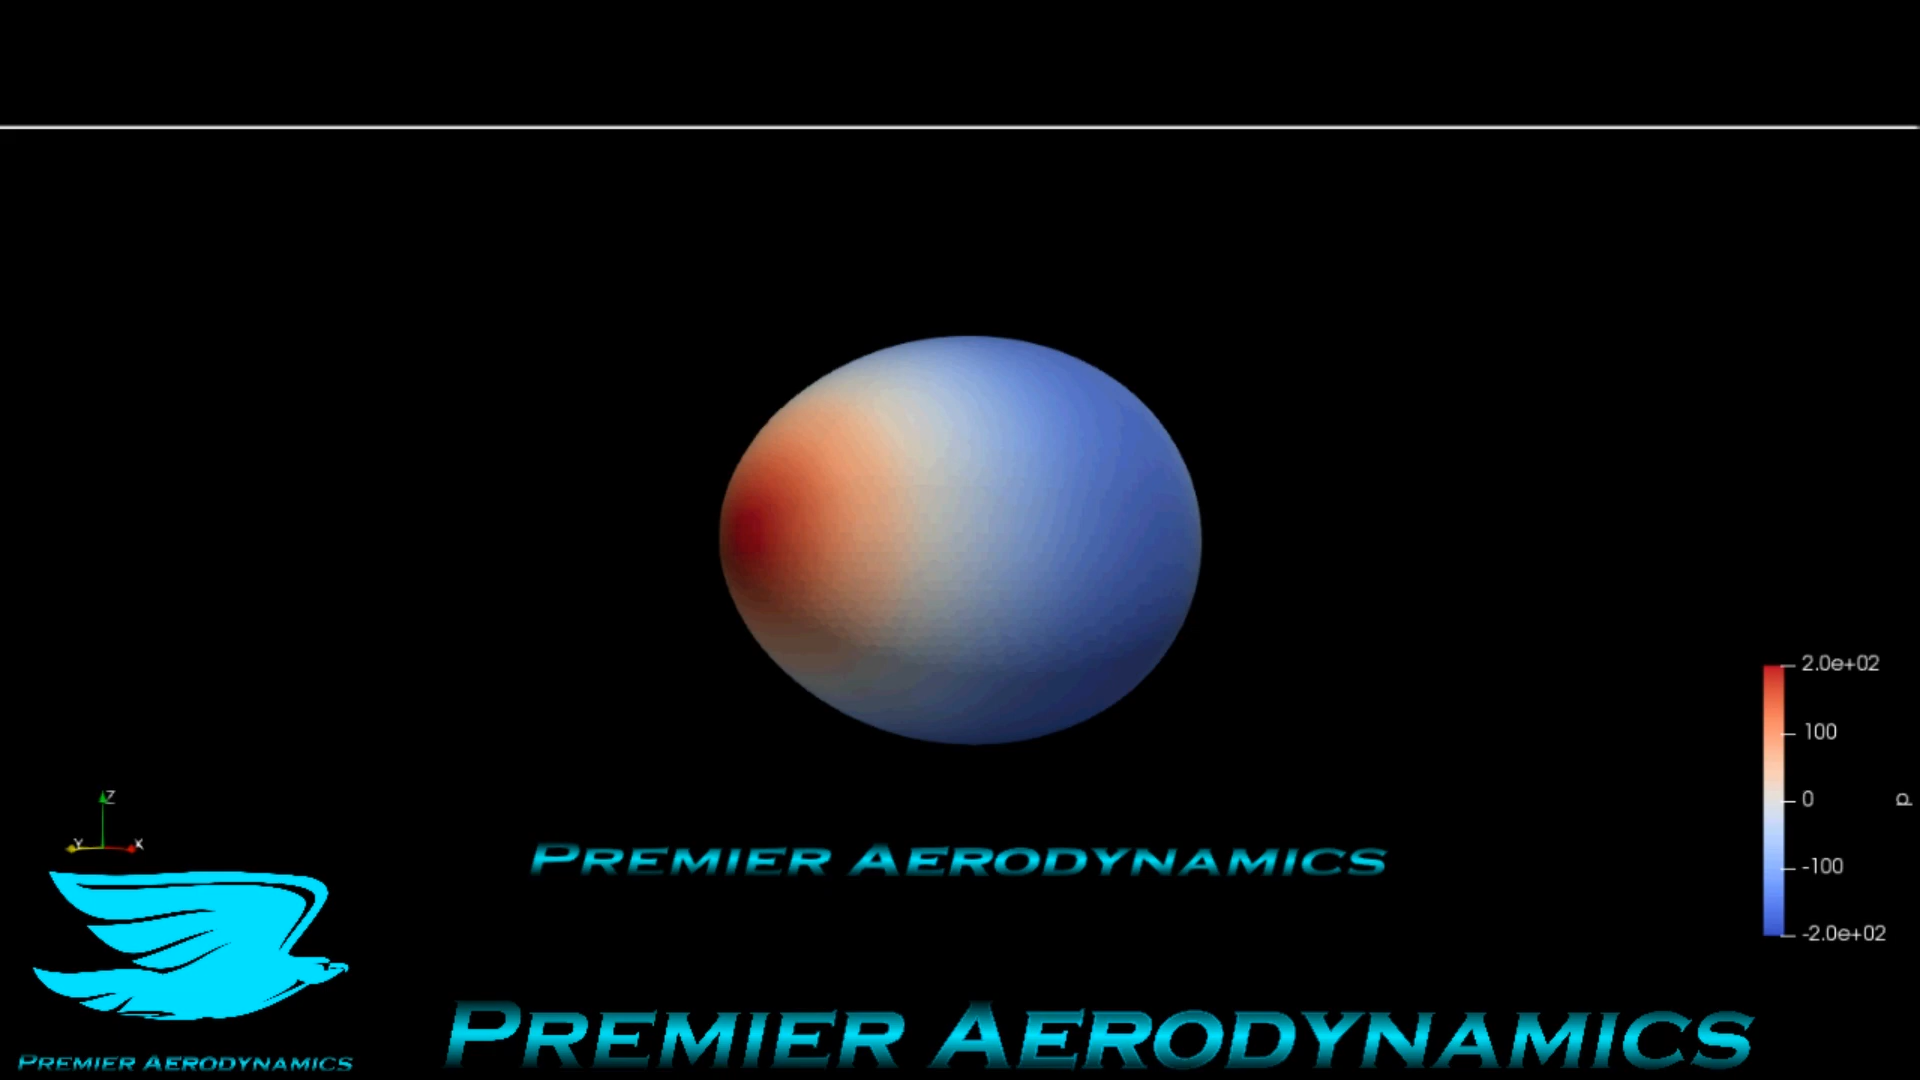 2.0e+02
100
0
-100
-2.0e+02
p
Z
Y
X
PREMIER AERODYNAMICS
PREMIER AERODYNAMICS
PREMIER AERODYNAMICS